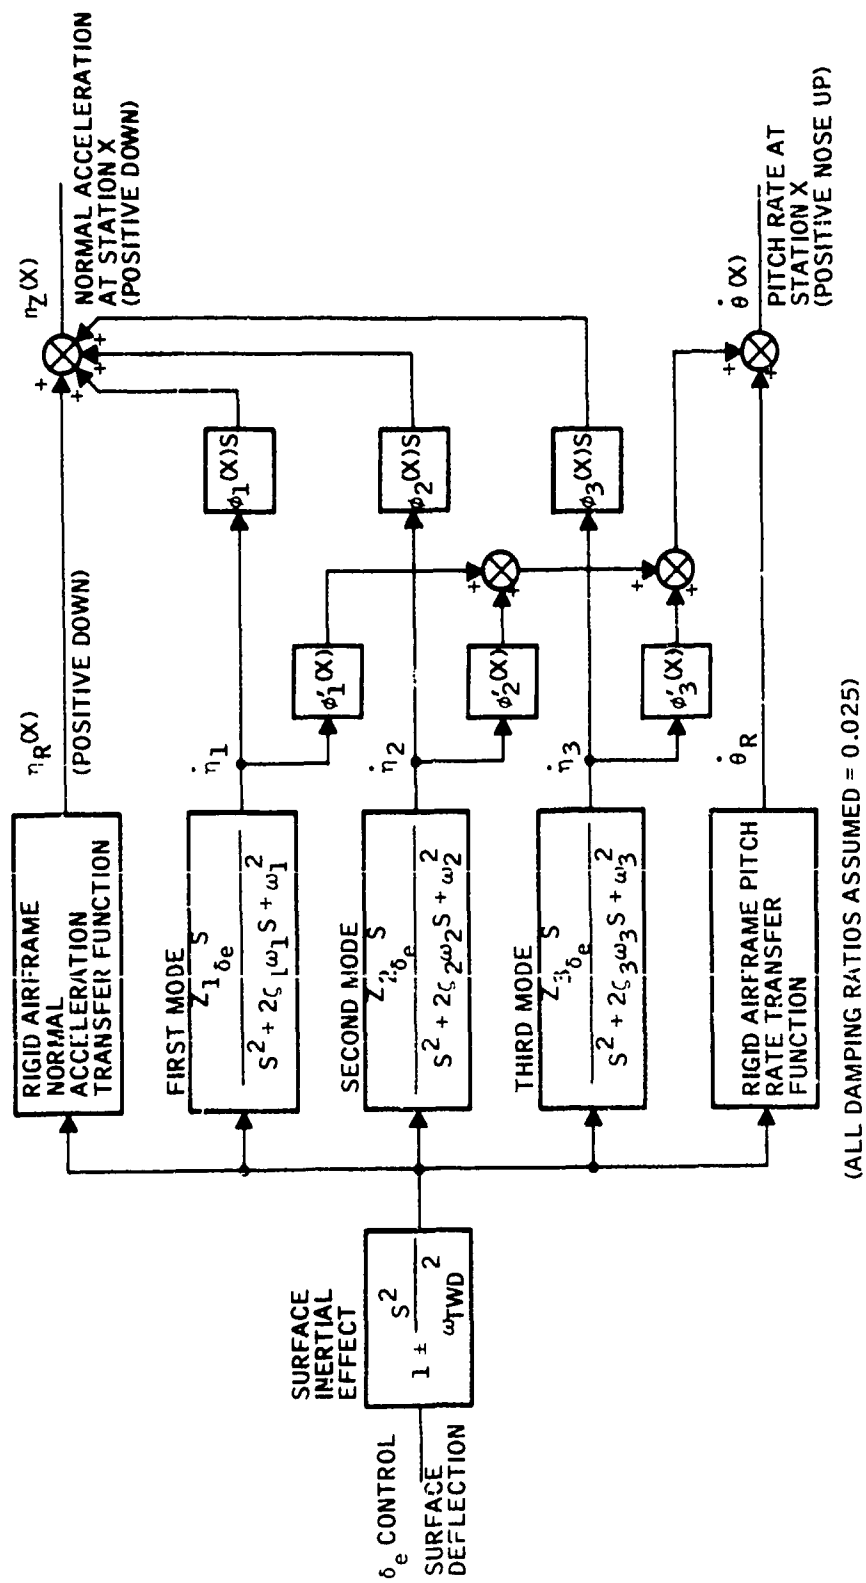 δe CONTROL
SURFACE
DEFLECTION
SURFACE
INERTIAL
EFFECT
1 ± S² / ωTWD²
RIGID AIRFRAME
NORMAL
ACCELERATION
TRANSFER FUNCTION
FIRST MODE
Z1δe S
S² + 2ζ1ω1S + ω1²
SECOND MODE
Z2δe S
S² + 2ζ2ω2S + ω2²
THIRD MODE
Z3δe S
S² + 2ζ3ω3S + ω3²
RIGID AIRFRAME PITCH
RATE TRANSFER
FUNCTION
ηR(X)
(POSITIVE DOWN)
η̇1
η̇2
η̇3
θ̇R
ϕ′1(X)
ϕ′2(X)
ϕ′3(X)
+
+
+
+
ϕ1(X)S
ϕ2(X)S
ϕ3(X)S
+
+
+
+
+
+
nZ(X)
NORMAL ACCELERATION
AT STATION X
(POSITIVE DOWN)
θ̇(X)
PITCH RATE AT
STATION X
(POSITIVE NOSE UP)
(ALL DAMPING RATIOS ASSUMED = 0.025)